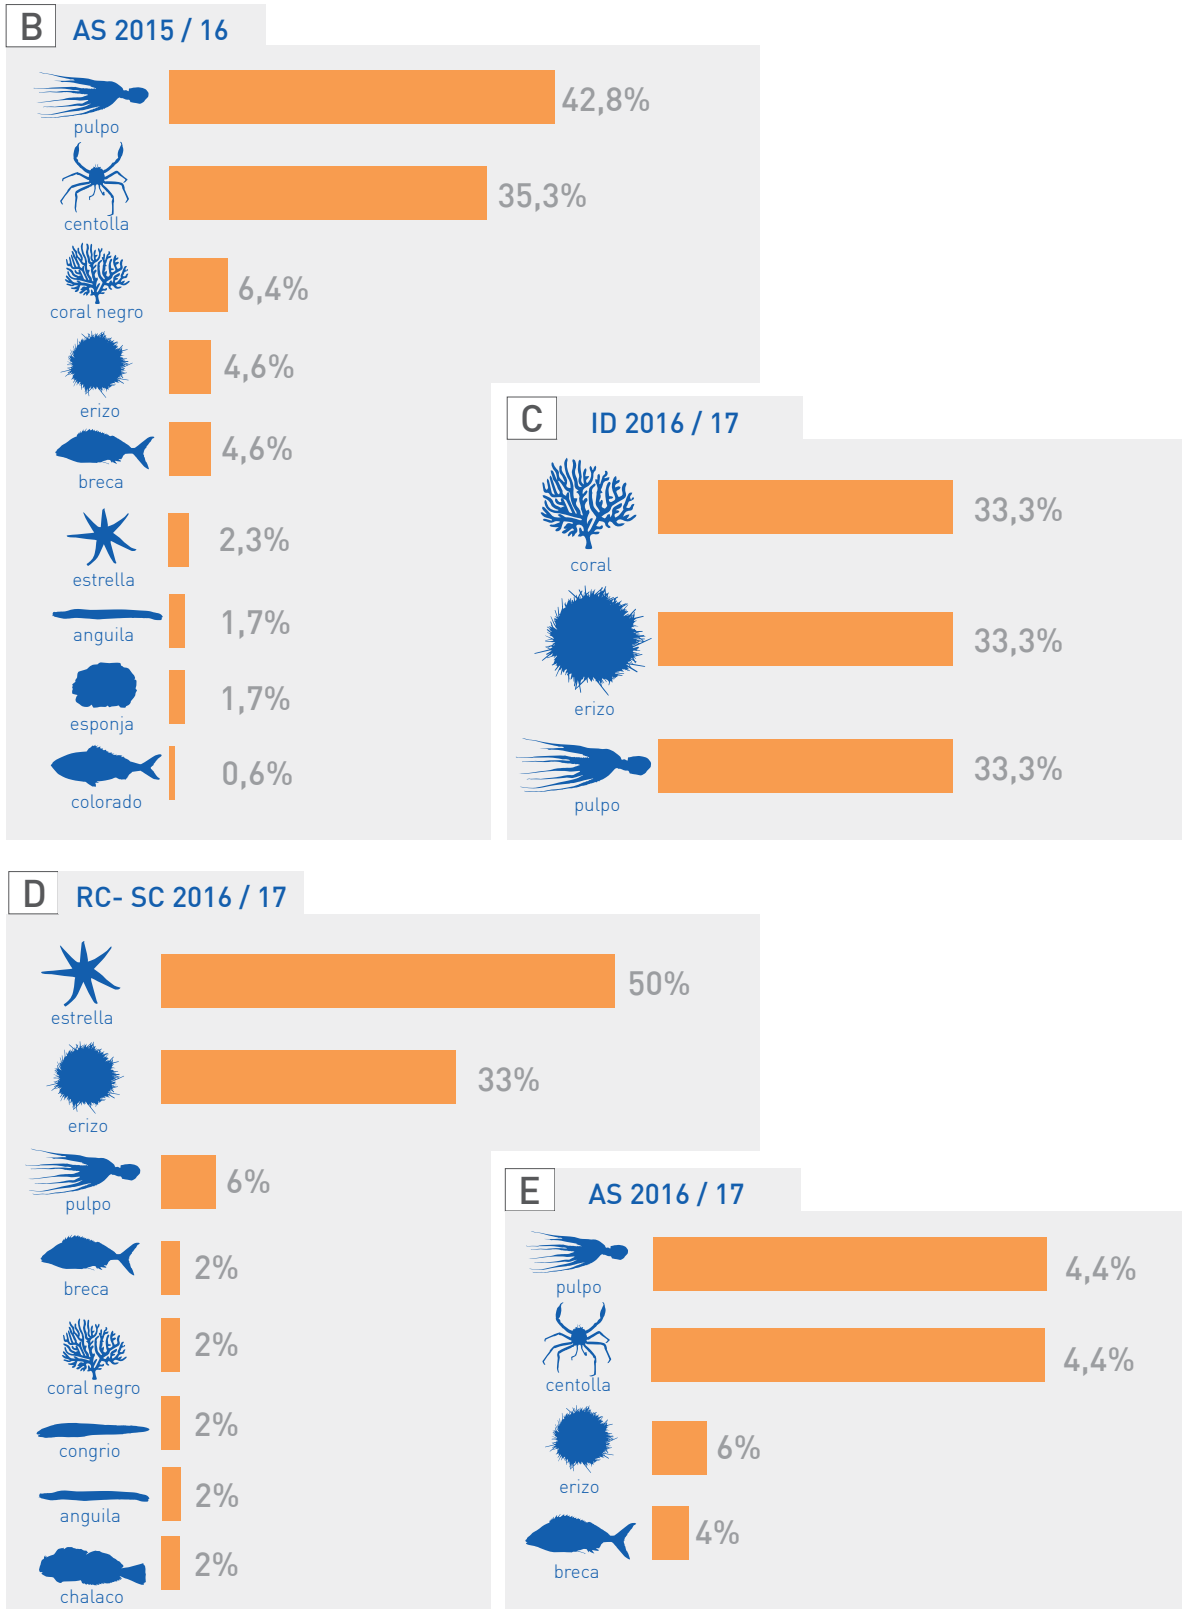 B AS 2015 / 16
42,8%
pulpo
35,3%
centolla
6,4%
coral negro
4,6%
erizo
4,6%
breca
2,3%
estrella
1,7%
anguila
1,7%
esponja
0,6%
colorado
C ID 2016 / 17
33,3%
coral
33,3%
erizo
33,3%
pulpo
D RC- SC 2016 / 17
50%
estrella
33%
erizo
6%
pulpo
2%
breca
2%
coral negro
2%
congrio
2%
anguila
2%
chalaco
E AS 2016 / 17
4,4%
pulpo
4,4%
centolla
6%
erizo
4%
breca